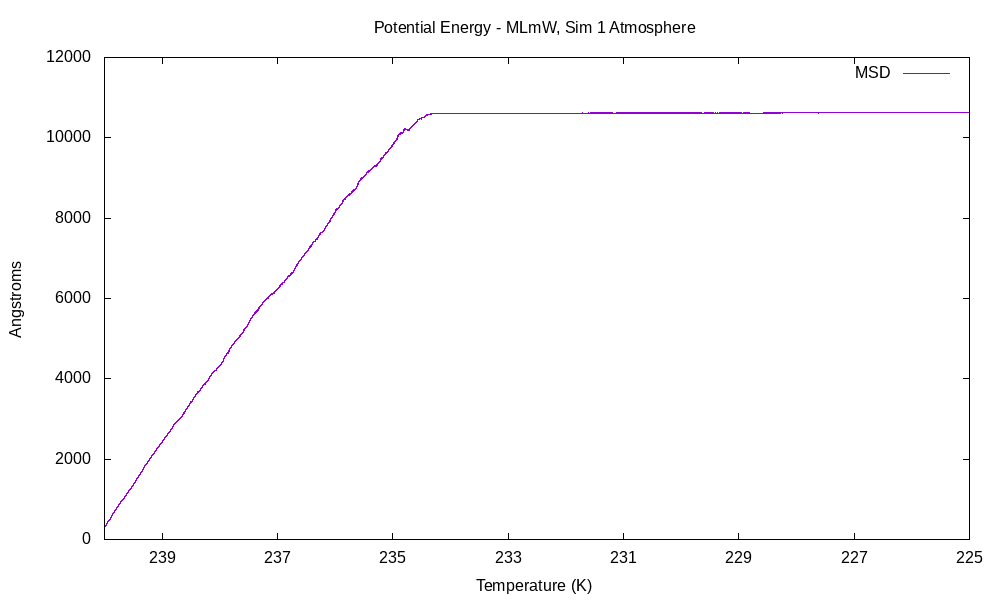 Potential Energy - MLmW, Sim 1 Atmosphere
MSD
12000
10000
8000
6000
4000
2000
0
Angstroms
239 237 235 233 231 229 227 225
Temperature (K)